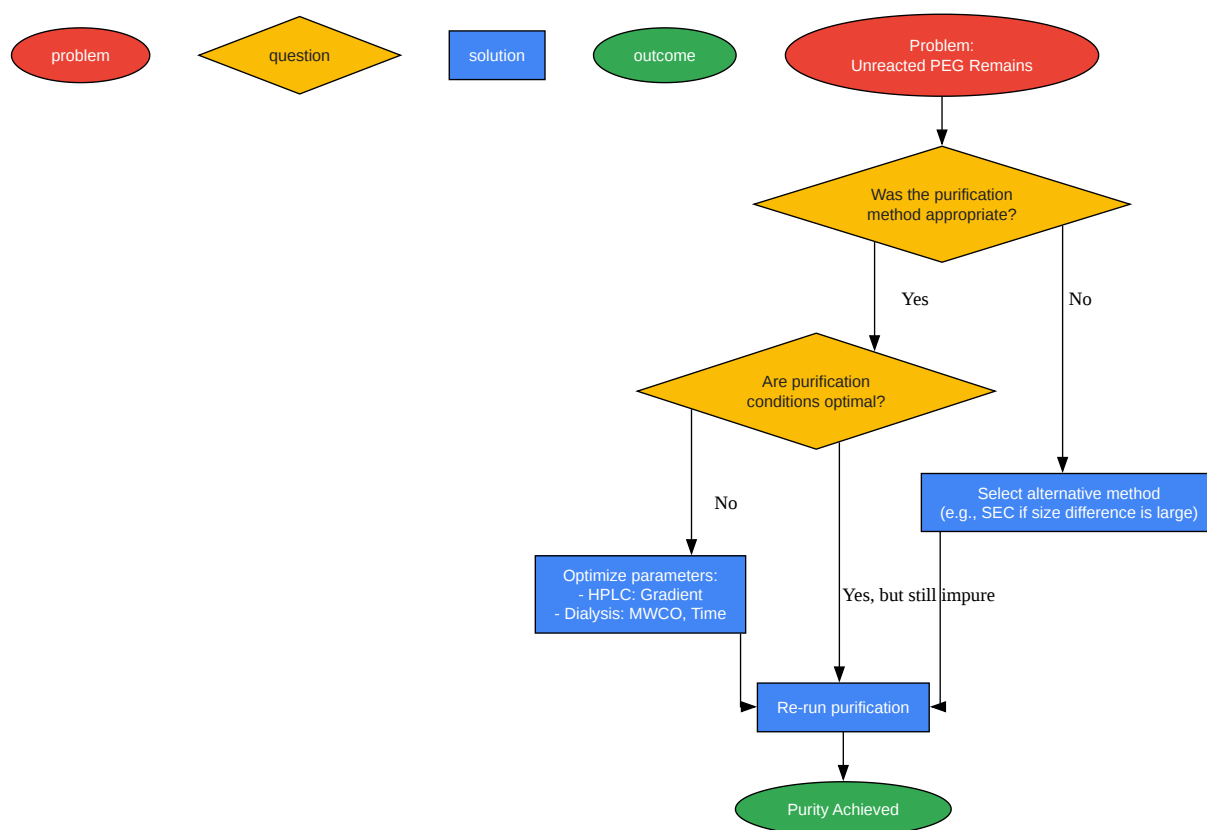 problem
question
solution
outcome
Problem:
Unreacted PEG Remains
Was the purification
method appropriate?
Yes
No
Are purification
conditions optimal?
Select alternative method
(e.g., SEC if size difference is large)
No
Optimize parameters:
- HPLC: Gradient
- Dialysis: MWCO, Time
Yes, but still impure
Re-run purification
Purity Achieved